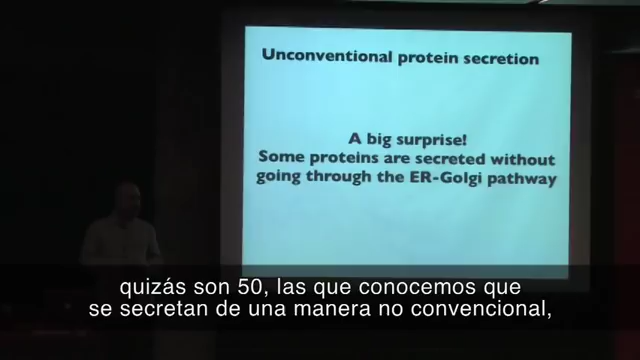 Unconventional protein secretion
A big surprise!
Some proteins are secreted without
going through the ER-Golgi pathway
quizás son 50, las que conocemos que
se secretan de una manera no convencional,